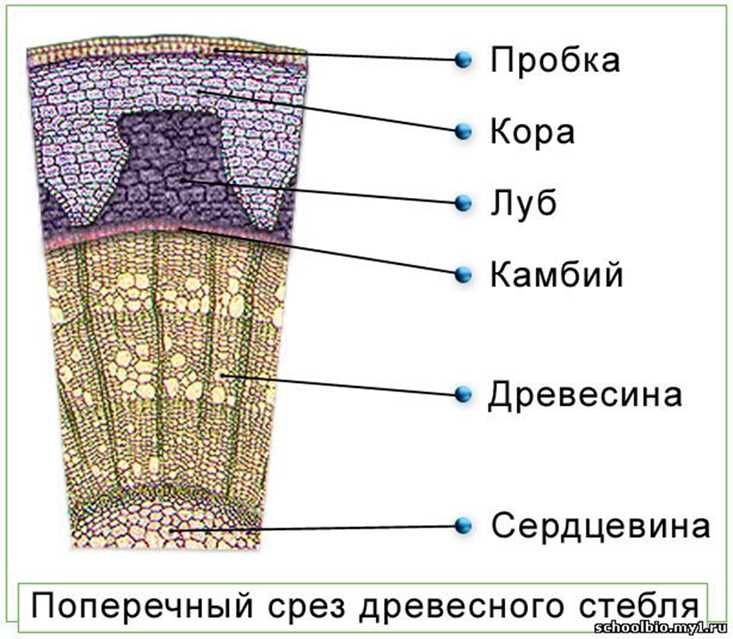 Пробка
Кора
Луб
Камбий
Древесина
Сердцевина
Поперечный срез древесного стебля
schoolbio.my1.ru